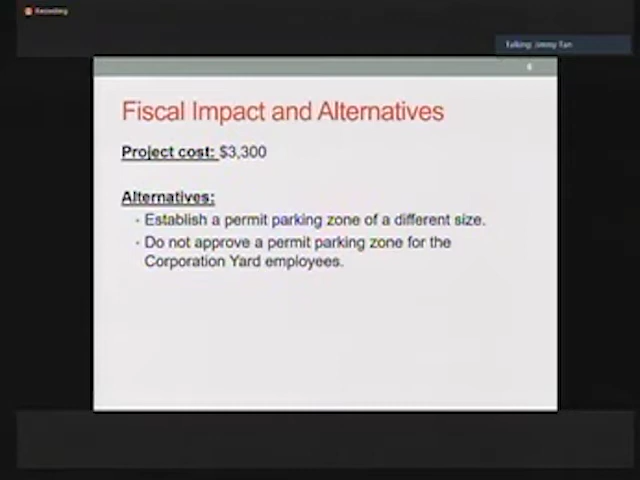 Recording
Talking: Jimmy Tan
6
Fiscal Impact and Alternatives
Project cost: $3,300
Alternatives:
- Establish a permit parking zone of a different size.
- Do not approve a permit parking zone for the
Corporation Yard employees.